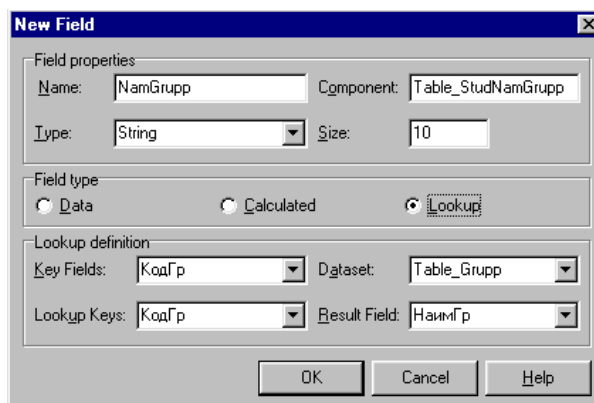 New Field
Field properties
Name: NamGrupp Component: Table_StudNamGrupp
Type: String Size: 10
Field type
Data Calculated Lookup
Lookup definition
Key Fields: КодГр Dataset: Table_Grupp
Lookup Keys: КодГр Result Field: НаимГр
OK Cancel Help